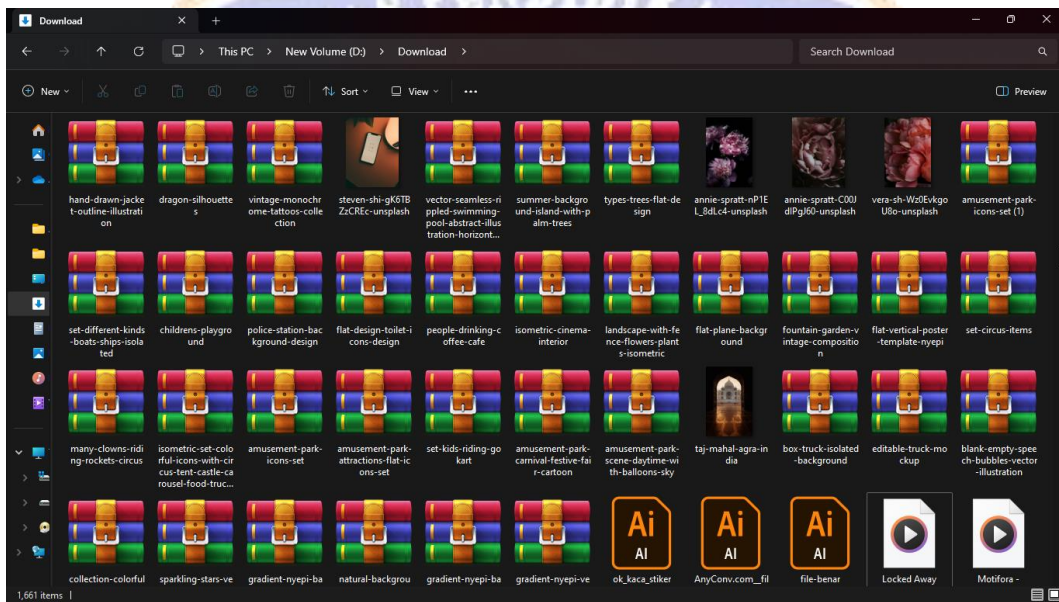 Download
This PC > New Volume (D:) > Download >
Search Download
New
Sort
View
Preview
hand-drawn-jacke
t-outline-illustrati
on
dragon-silhouette
s
vintage-monochr
ome-tattoos-colle
ction
steven-shi-gK6TB
ZzCREc-unsplash
vector-seamless-ri
ppled-swimming-
pool-abstract-illus
tration-horizont...
summer-backgro
und-island-with-p
alm-trees
types-trees-flat-de
sign
annie-spratt-nP1E
L_8dLc4-unsplash
annie-spratt-C00J
dlPgJ60-unsplash
vera-sh-Wz0Evkgo
U8o-unsplash
amusement-park-
icons-set (1)
set-different-kinds
-boats-ships-isola
ted
childrens-playgro
und
police-station-bac
kground-design
flat-design-toilet-i
cons-design
people-drinking-c
offee-cafe
isometric-cinema-
interior
landscape-with-fe
nce-flowers-plant
s-isometric
flat-plane-backgr
ound
fountain-garden-v
intage-compositio
n
flat-vertical-poster
-template-nyepi
set-circus-items
many-clowns-ridi
ng-rockets-circus
isometric-set-colo
rful-icons-with-cir
cus-tent-castle-ca
rousel-food-truc...
amusement-park-
icons-set
amusement-park-
attractions-flat-ic
ons-set
set-kids-riding-go
kart
amusement-park-
carnival-festive-fai
r-cartoon
amusement-park-
scene-daytime-wi
th-balloons-sky
taj-mahal-agra-in
dia
box-truck-isolated
-background
editable-truck-mo
ckup
blank-empty-spee
ch-bubbles-vector
-illustration
Ai
AI
Ai
AI
Ai
AI
collection-colorful
sparkling-stars-ve
gradient-nyepi-ba
natural-backgrou
gradient-nyepi-ba
gradient-nyepi-ve
ok_kaca_stiker
AnyConv.com__fil
file-benar
Locked Away
Motifora -
1,661 items